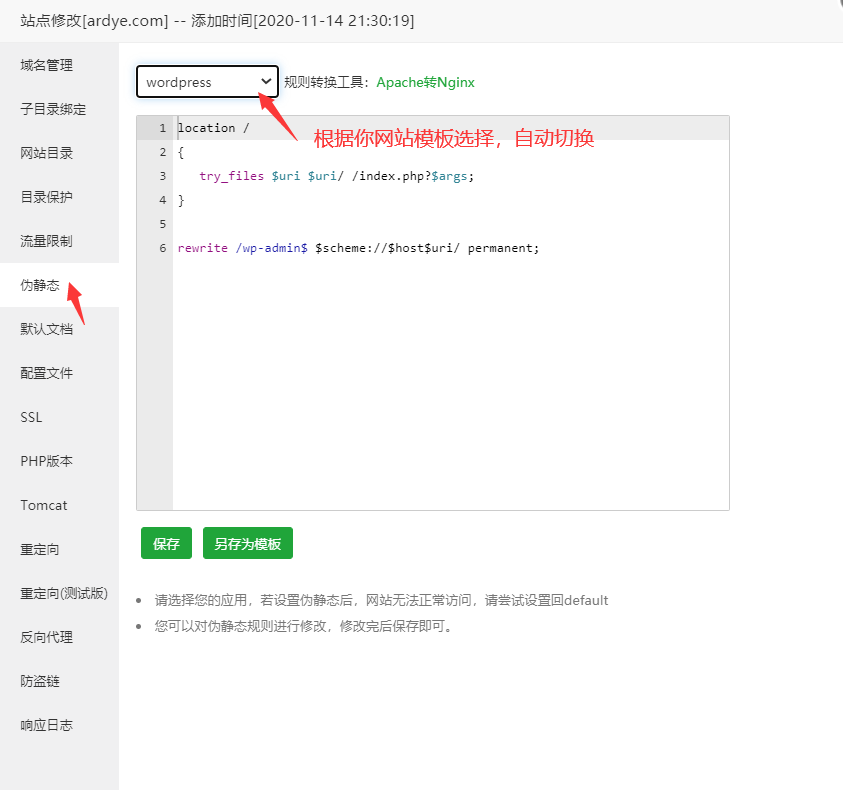 站点修改[ardye.com] -- 添加时间[2020-11-14 21:30:19]
域名管理
子目录绑定
网站目录
目录保护
流量限制
伪静态
默认文档
配置文件
SSL
PHP版本
Tomcat
重定向
重定向(测试版)
反向代理
防盗链
响应日志
wordpress 规则转换工具：Apache转Nginx
根据你网站模板选择，自动切换
1 location /
2 {
3 try_files $uri $uri/ /index.php?$args;
4 }
5
6 rewrite /wp-admin$ $scheme://$host$uri/ permanent;
保存 另存为模板
请选择您的应用，若设置伪静态后，网站无法正常访问，请尝试设置回default
您可以对伪静态规则进行修改，修改完后保存即可。